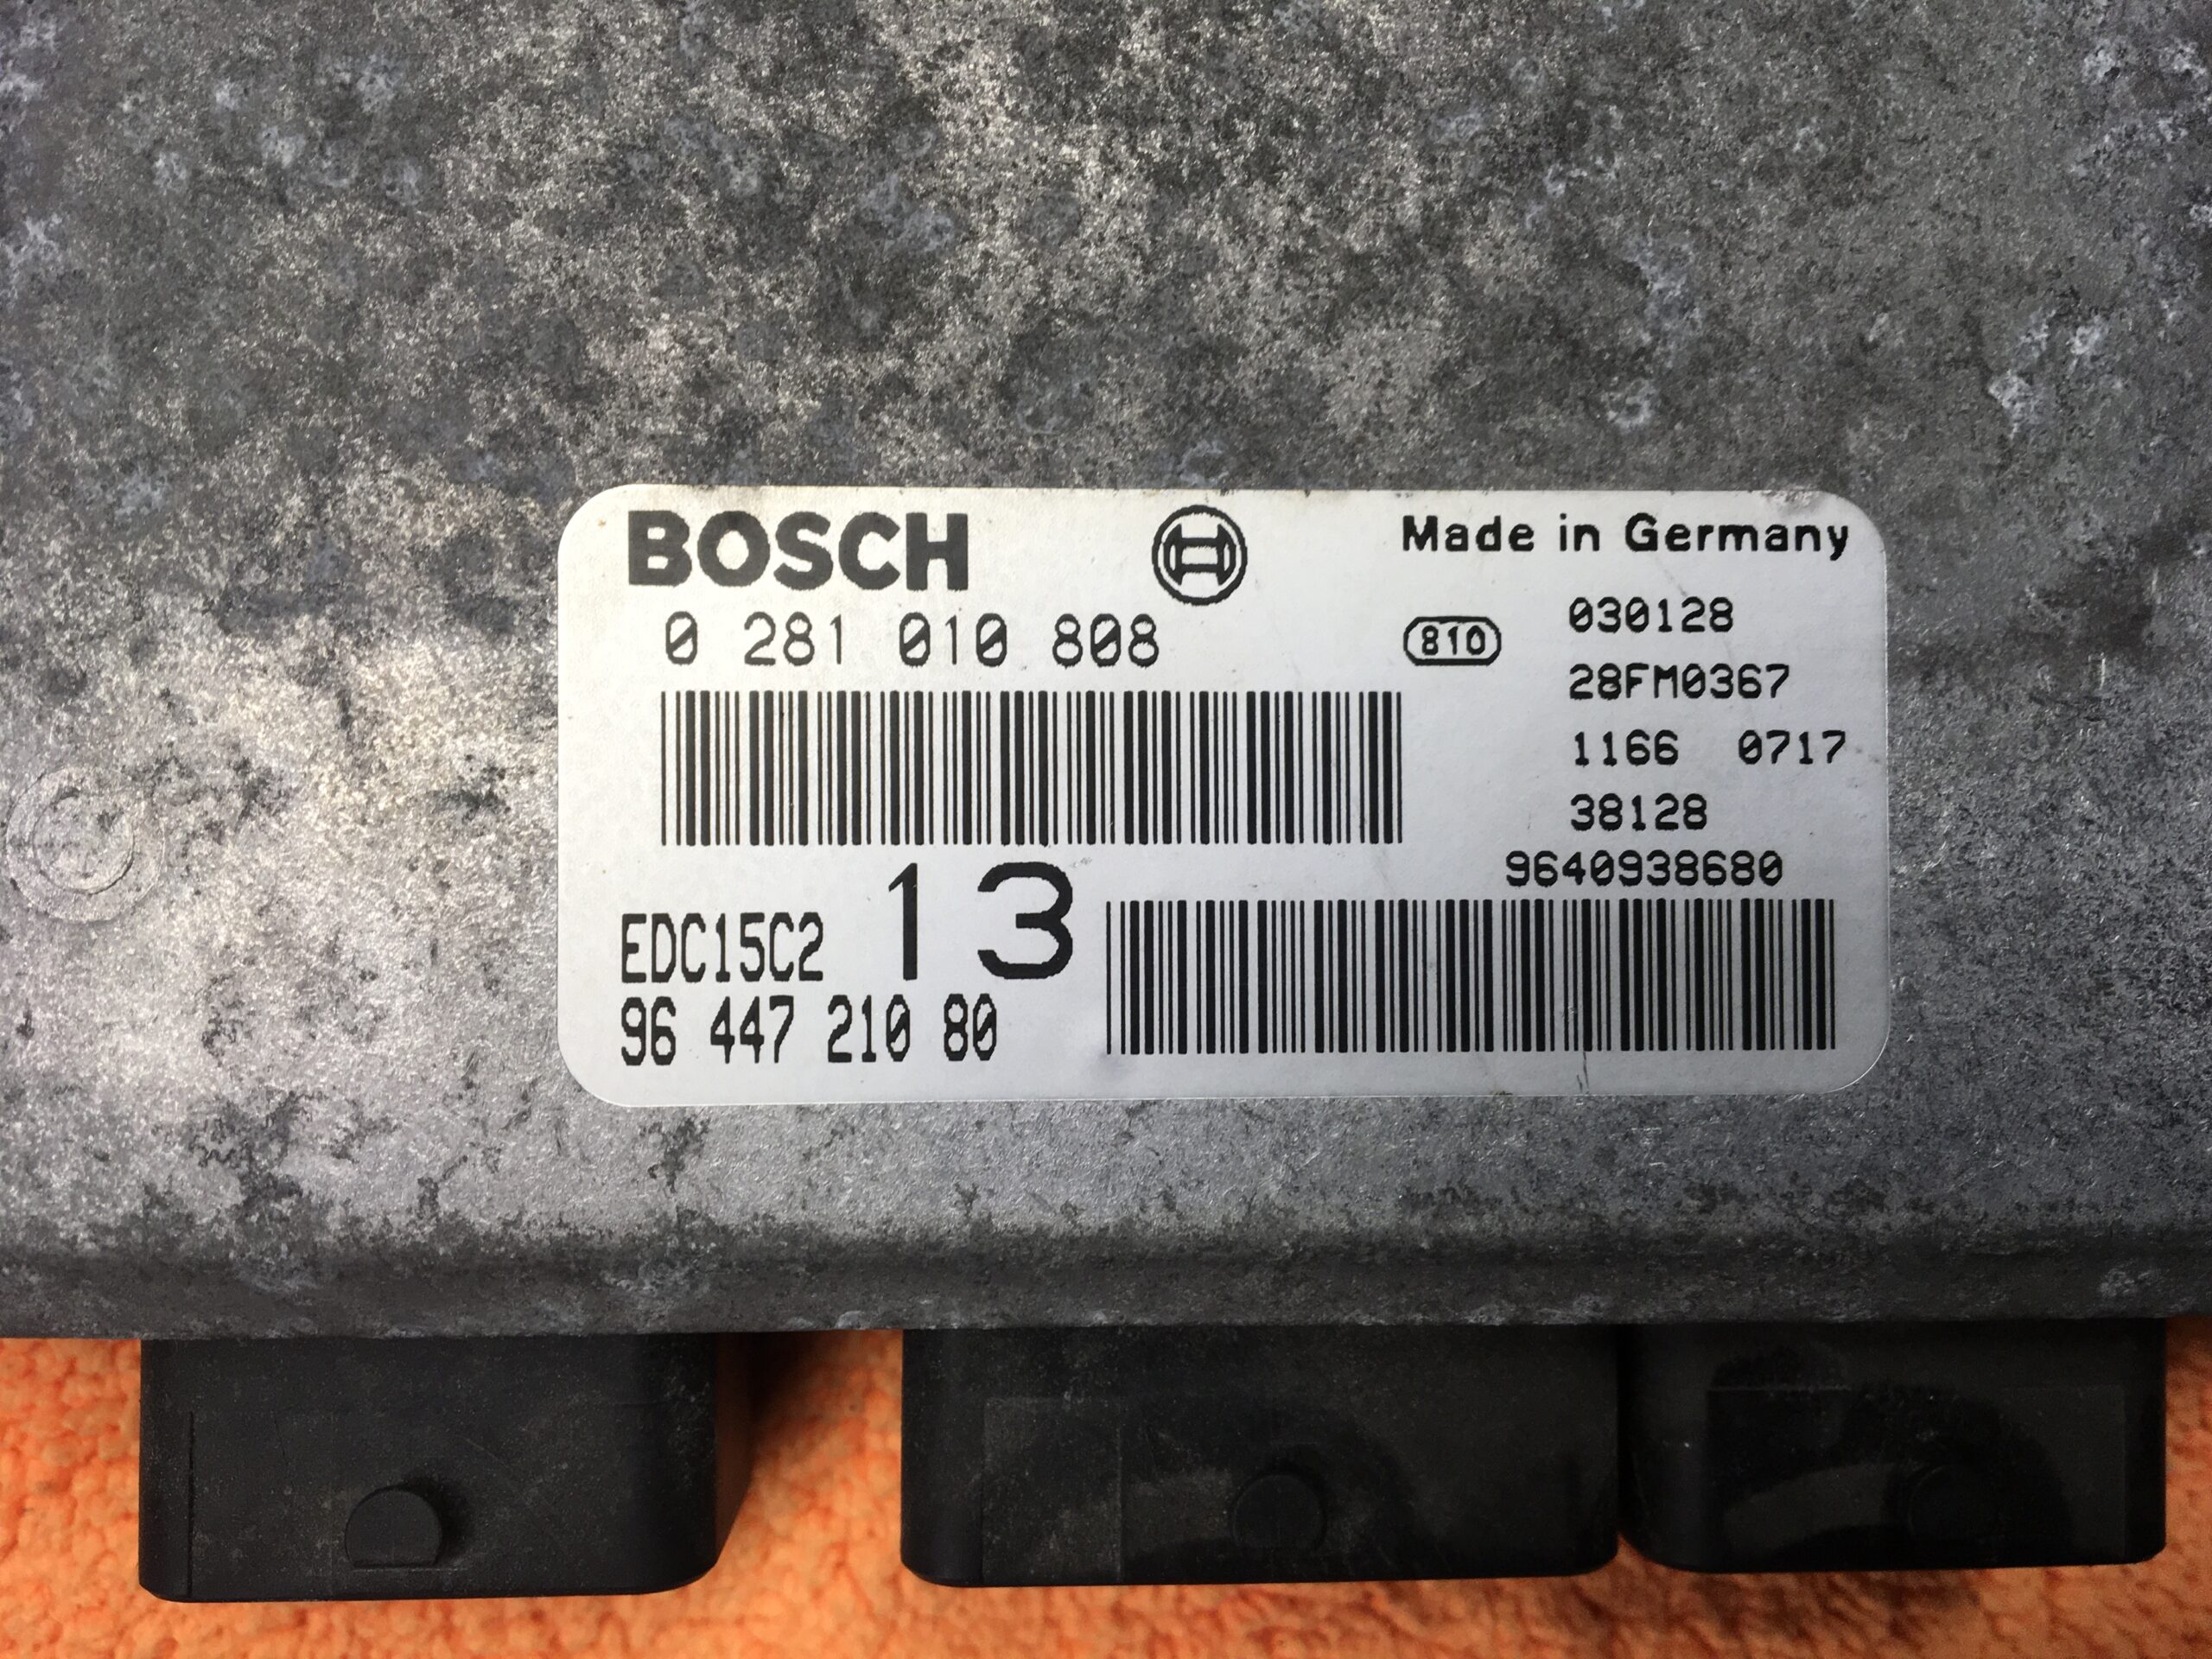 BOSCH
Made in Germany
0 281 010 808
810
030128
28FM0367
1166 0717
38128
9640938680
EDC15C2 13
96 447 210 80